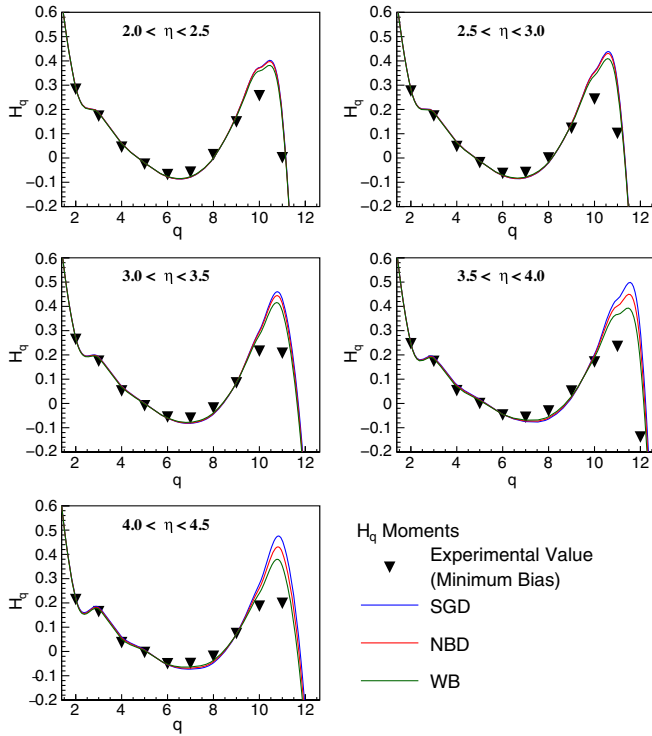 2.0 < η < 2.5
H_q
0.6
0.5
0.4
0.3
0.2
0.1
0
−0.1
−0.2
2 4 6 8 10 12
q
2.5 < η < 3.0
H_q
0.6
0.5
0.4
0.3
0.2
0.1
0
−0.1
−0.2
2 4 6 8 10 12
q
3.0 < η < 3.5
H_q
0.6
0.5
0.4
0.3
0.2
0.1
0
−0.1
−0.2
2 4 6 8 10 12
q
3.5 < η < 4.0
H_q
0.6
0.5
0.4
0.3
0.2
0.1
0
−0.1
−0.2
2 4 6 8 10 12
q
4.0 < η < 4.5
H_q
0.6
0.5
0.4
0.3
0.2
0.1
0
−0.1
−0.2
2 4 6 8 10 12
q
H_q Moments
Experimental Value
(Minimum Bias)
SGD
NBD
WB